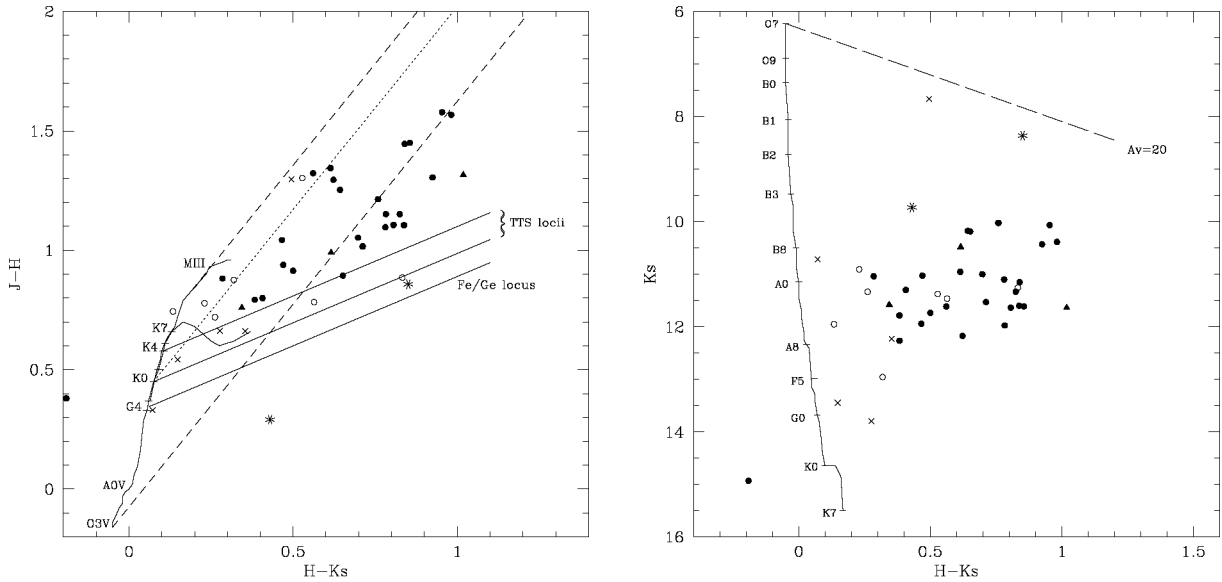 2
1.5
1
0.5
0
J-H
MIII
K7
K4
K0
G4
A0V
O3V
TTS locii
Fe/Ge locus
0 0.5 1
H-Ks
6
8
10
12
14
16
Ks
O7
O9
B0
B1
B2
B3
B8
A0
A8
F5
G0
K0
K7
Av=20
0 0.5 1 1.5
H-Ks